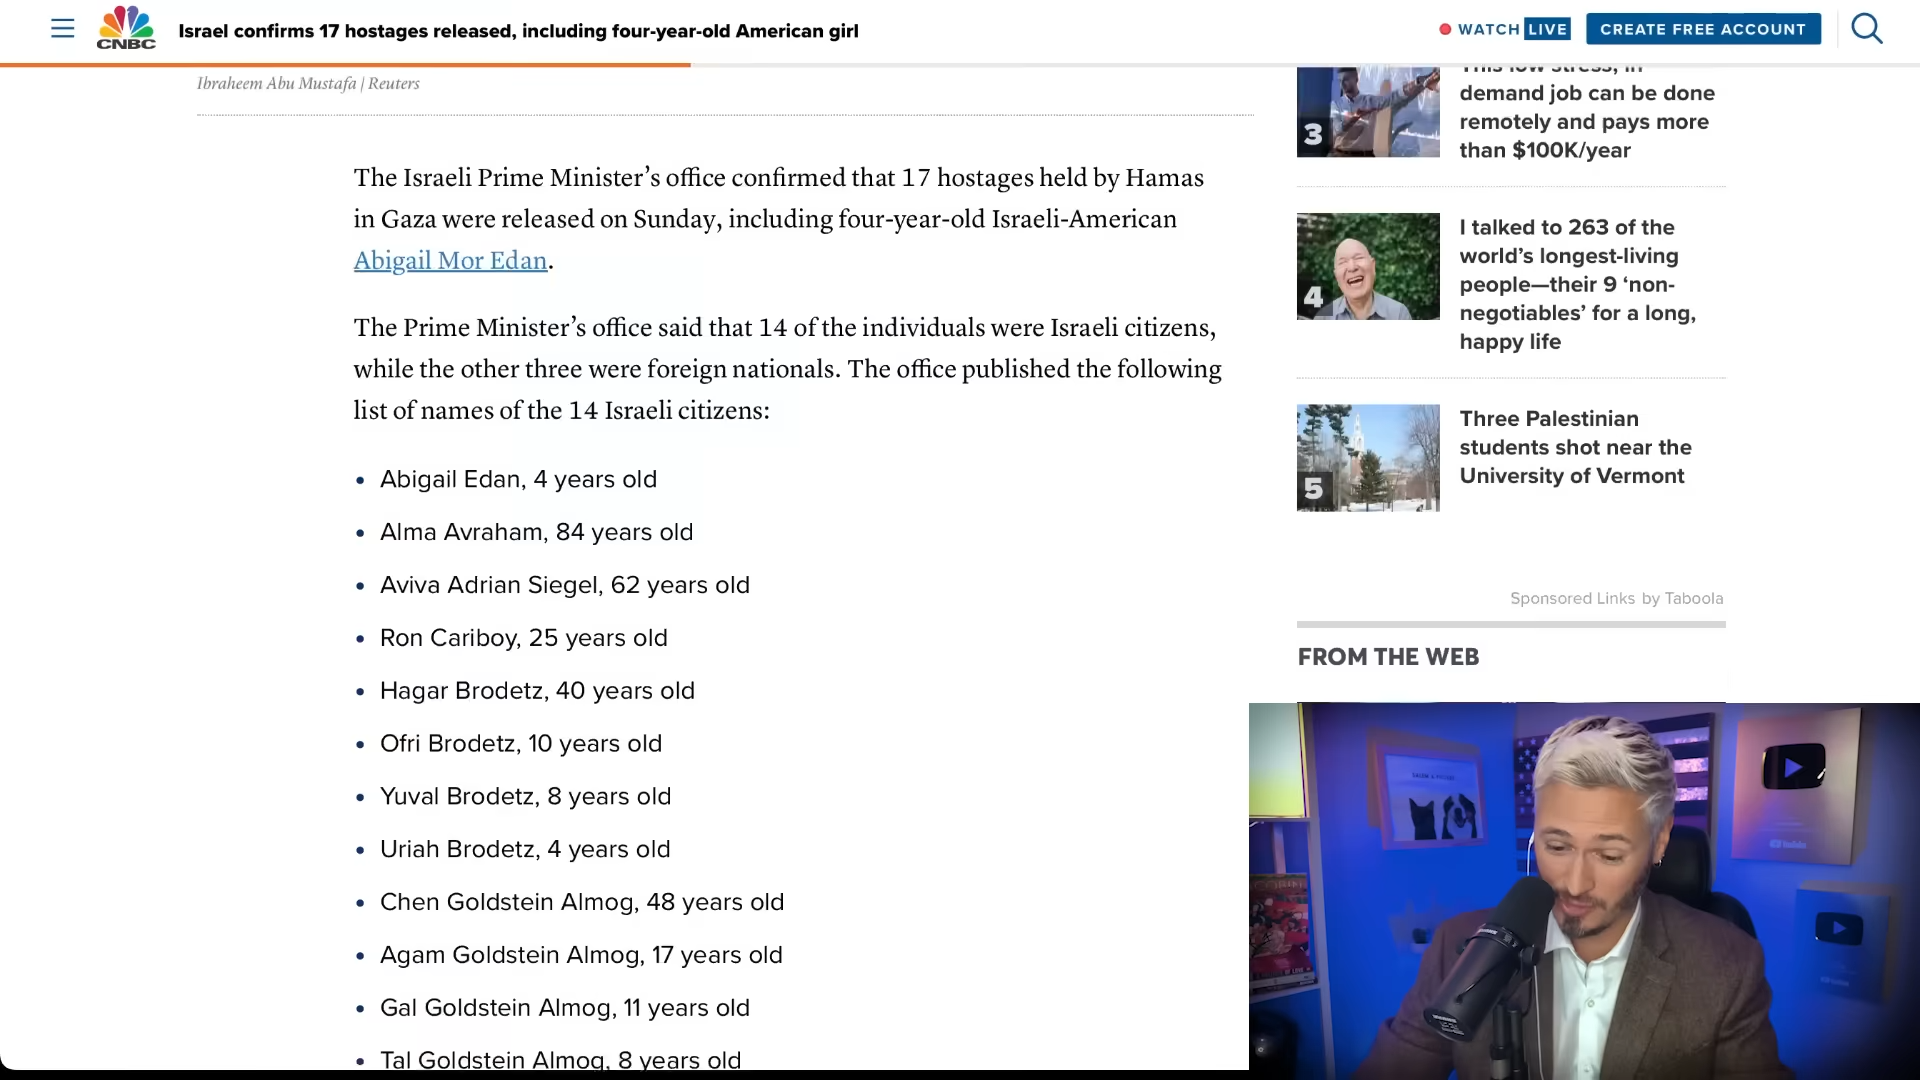 CNBC
Israel confirms 17 hostages released, including four-year-old American girl
WATCH LIVE
CREATE FREE ACCOUNT
Ibraheem Abu Mustafa | Reuters
The Israeli Prime Minister’s office confirmed that 17 hostages held by Hamas
in Gaza were released on Sunday, including four-year-old Israeli-American
Abigail Mor Edan.
The Prime Minister’s office said that 14 of the individuals were Israeli citizens,
while the other three were foreign nationals. The office published the following
list of names of the 14 Israeli citizens:
• Abigail Edan, 4 years old
• Alma Avraham, 84 years old
• Aviva Adrian Siegel, 62 years old
• Ron Cariboy, 25 years old
• Hagar Brodetz, 40 years old
• Ofri Brodetz, 10 years old
• Yuval Brodetz, 8 years old
• Uriah Brodetz, 4 years old
• Chen Goldstein Almog, 48 years old
• Agam Goldstein Almog, 17 years old
• Gal Goldstein Almog, 11 years old
• Tal Goldstein Almog, 8 years old
3
This low stress, in
demand job can be done
remotely and pays more
than $100K/year
4
I talked to 263 of the
world’s longest-living
people—their 9 ‘non-
negotiables’ for a long,
happy life
5
Three Palestinian
students shot near the
University of Vermont
Sponsored Links by Taboola
FROM THE WEB
YouTube